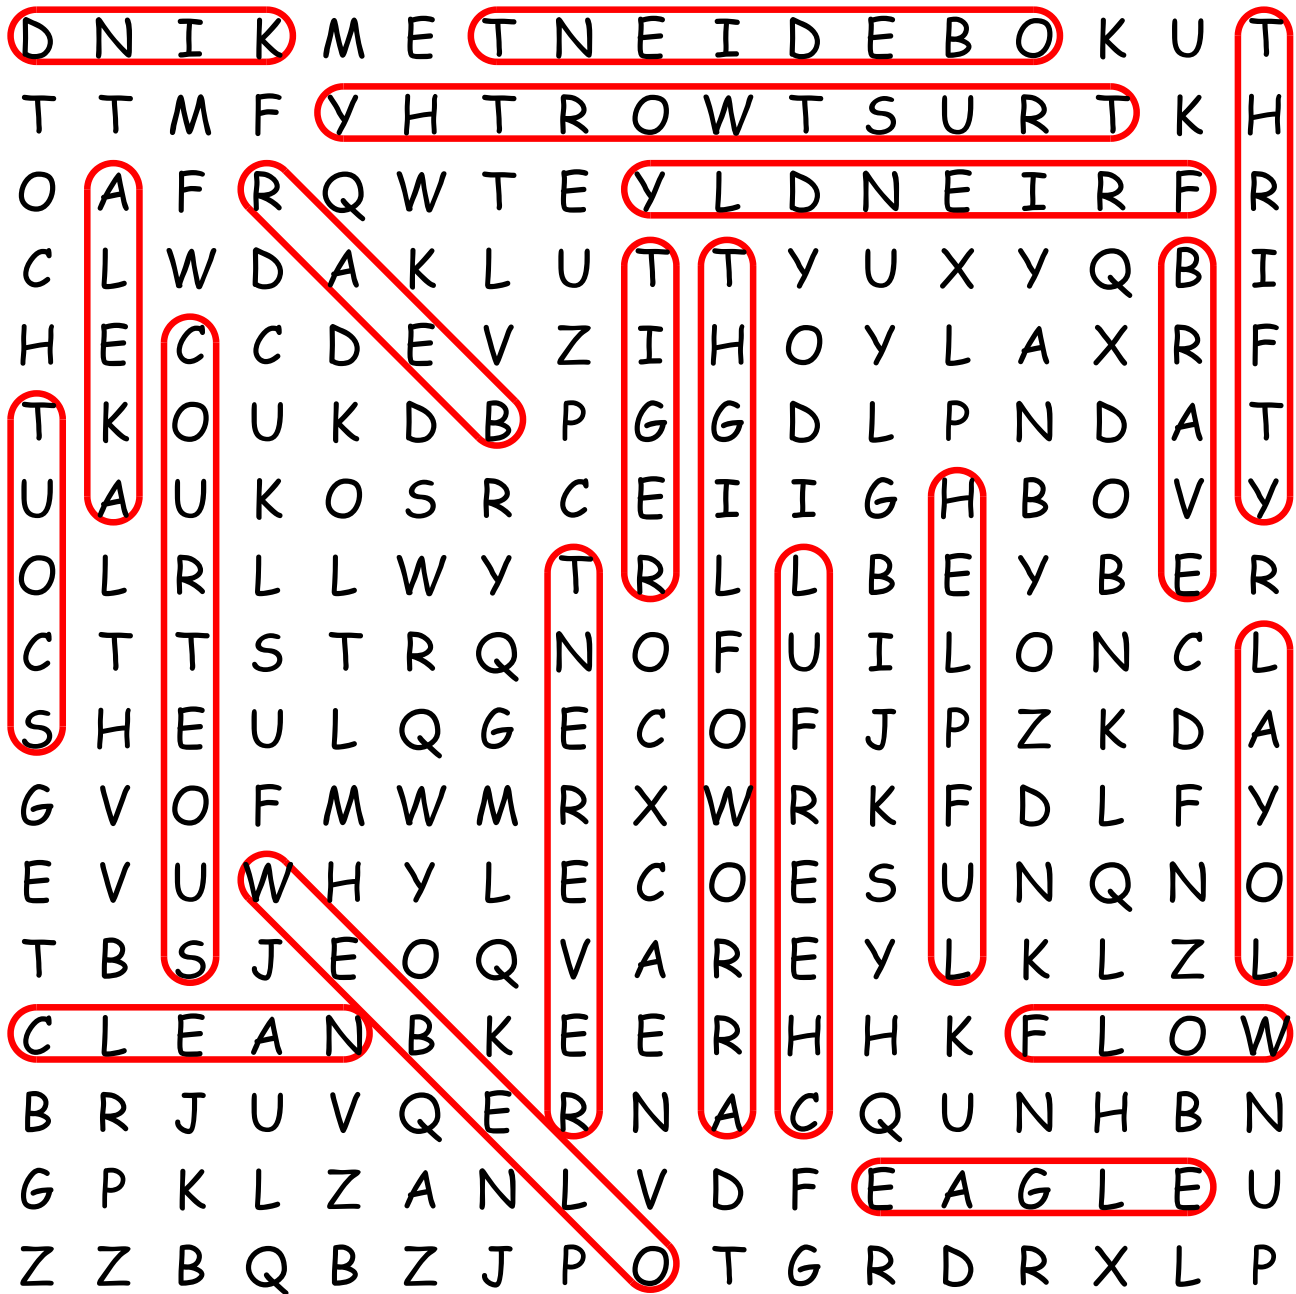 D N I K M E T N E I D E B O K U T
T T M F Y H T R O W T S U R T K H
O A F R Q W T E Y L D N E I R F R
C L W D A K L U T T Y U X Y Q B I
H E C C D E V Z I H O Y L A X R F
T K O U K D B P G G D L P N D A T
U A U K O S R C E I I G H B O V Y
O L R L L W Y T R L L B E Y B E R
C T T S T R Q N O F U I L O N C L
S H E U L Q G E C O F J P Z K D A
G V O F M W M R X W R K F D L F Y
E V U W H Y L E C O E S U N Q N O
T B S J E O Q V A R E Y L K L Z L
C L E A N B K E E R H H K F L O W
B R J U V Q E R N A C Q U N H B N
G P K L Z A N L V D F E A G L E U
Z Z B Q B Z J P O T G R D R X L P